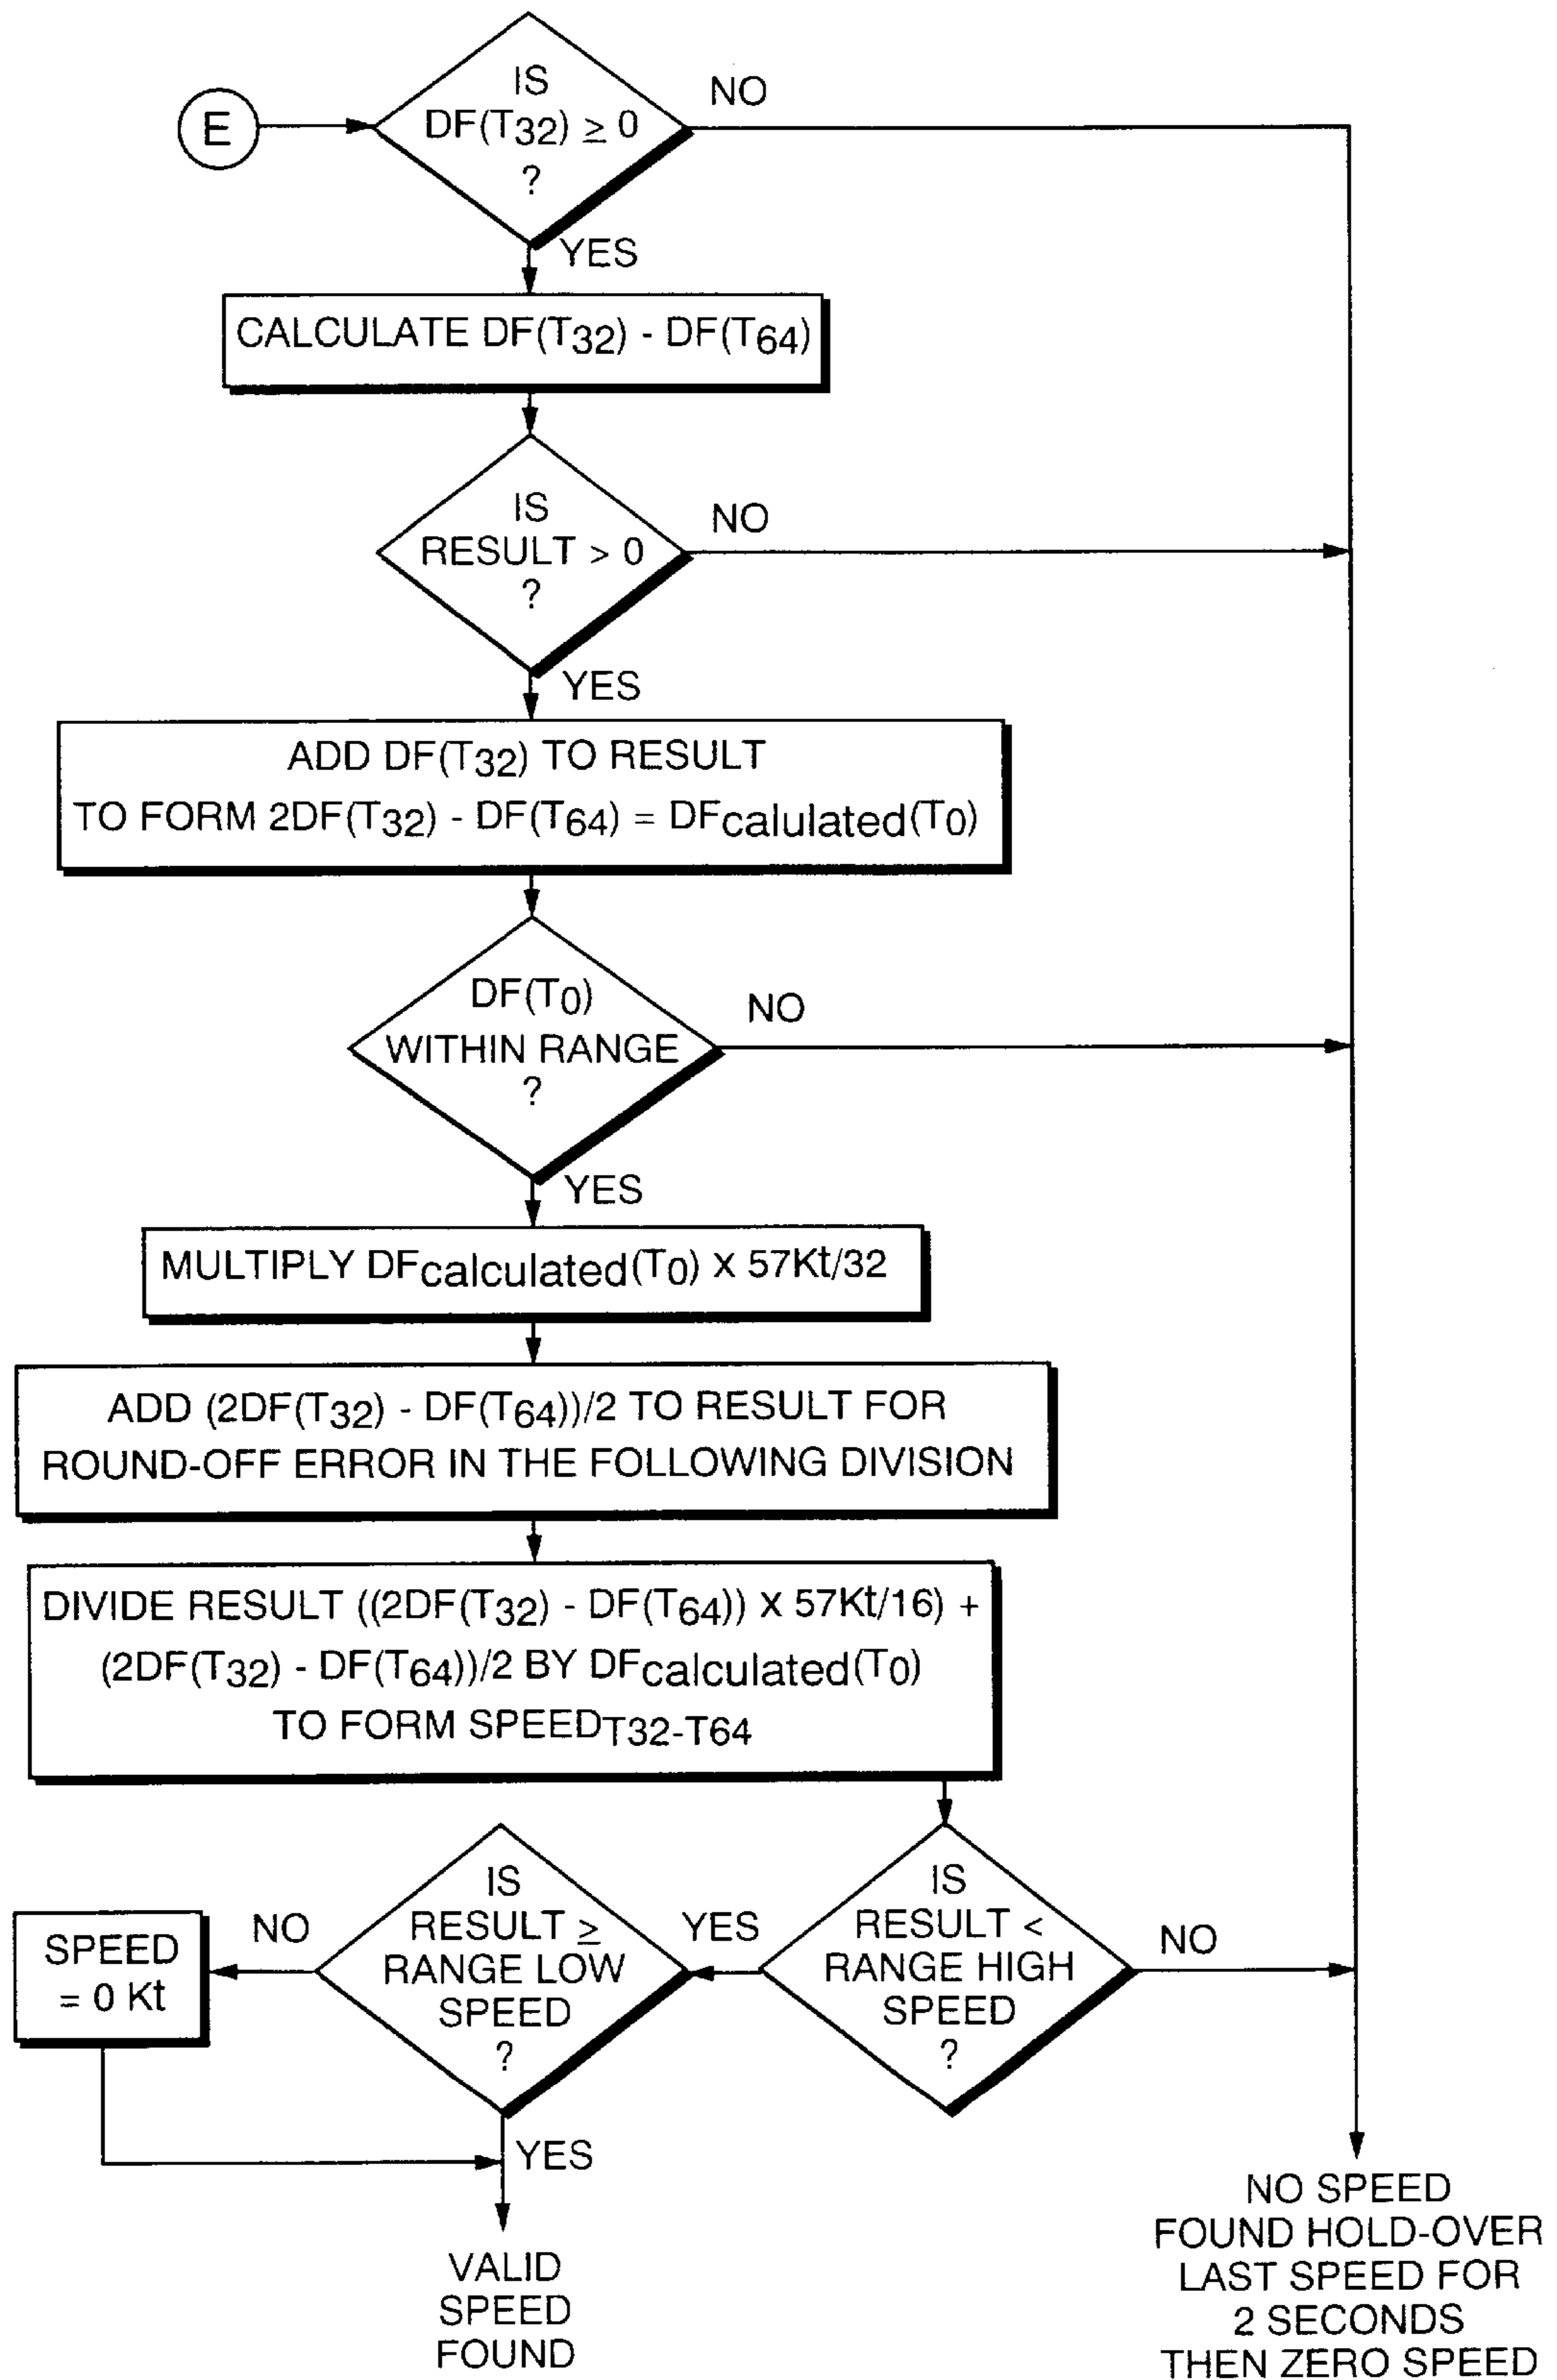 E
IS
DF(T32) ≥ 0
?
NO
YES
CALCULATE DF(T32) - DF(T64)
IS
RESULT > 0
?
NO
YES
ADD DF(T32) TO RESULT
TO FORM 2DF(T32) - DF(T64) = DFcalulated(T0)
DF(T0)
WITHIN RANGE
?
NO
YES
MULTIPLY DFcalculated(T0) X 57Kt/32
ADD (2DF(T32) - DF(T64))/2 TO RESULT FOR
ROUND-OFF ERROR IN THE FOLLOWING DIVISION
DIVIDE RESULT ((2DF(T32) - DF(T64)) X 57Kt/16) +
(2DF(T32) - DF(T64))/2 BY DFcalculated(T0)
TO FORM SPEEDT32-T64
IS
RESULT <
RANGE HIGH
SPEED
?
NO
YES
IS
RESULT ≥
RANGE LOW
SPEED
?
NO
SPEED
= 0 Kt
YES
VALID
SPEED
FOUND
NO SPEED
FOUND HOLD-OVER
LAST SPEED FOR
2 SECONDS
THEN ZERO SPEED